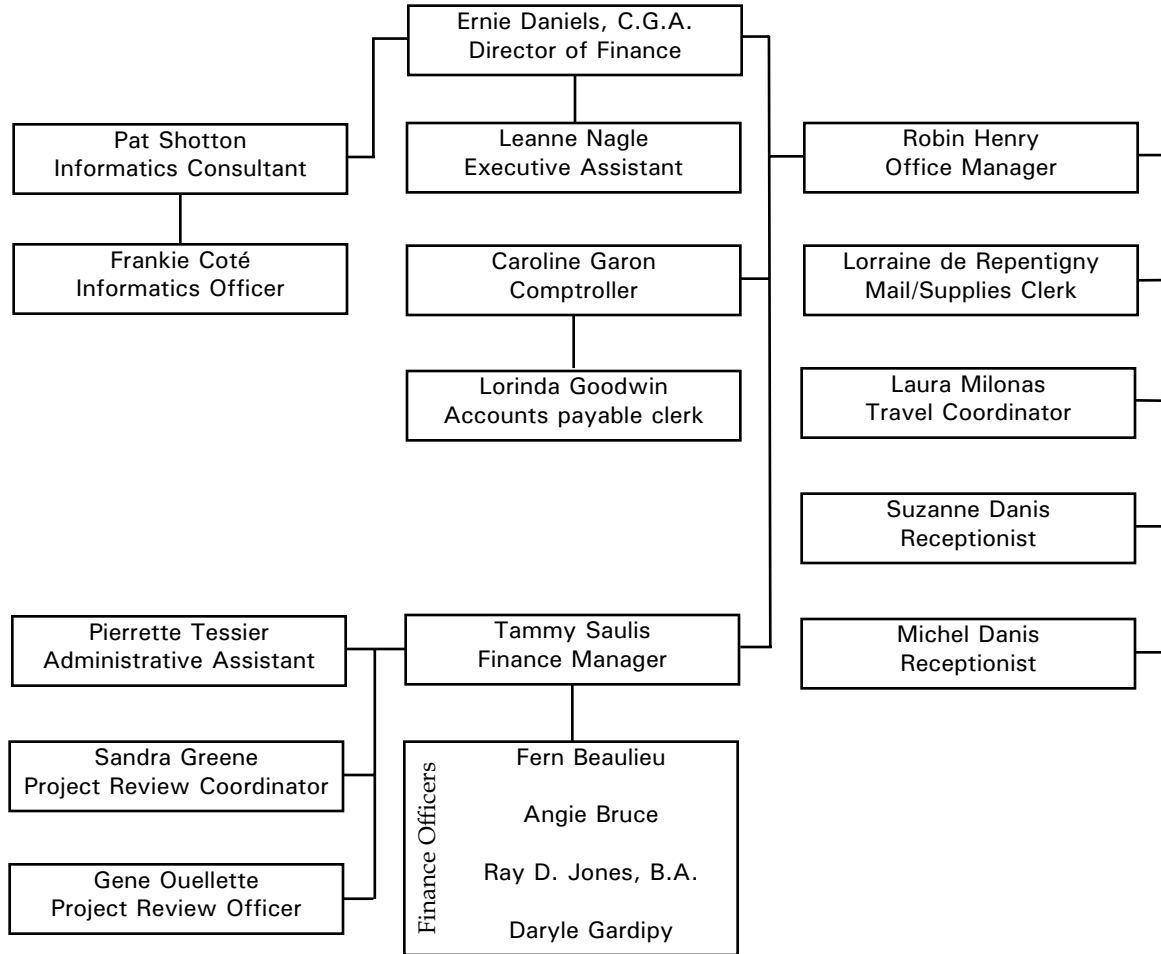 Ernie Daniels, C.G.A.
Director of Finance
Pat Shotton
Informatics Consultant
Leanne Nagle
Executive Assistant
Robin Henry
Office Manager
Frankie Coté
Informatics Officer
Caroline Garon
Comptroller
Lorraine de Repentigny
Mail/Supplies Clerk
Lorinda Goodwin
Accounts payable clerk
Laura Milonas
Travel Coordinator
Suzanne Danis
Receptionist
Pierrette Tessier
Administrative Assistant
Tammy Saulis
Finance Manager
Michel Danis
Receptionist
Sandra Greene
Project Review Coordinator
Gene Ouellette
Project Review Officer
Finance Officers
Fern Beaulieu
Angie Bruce
Ray D. Jones, B.A.
Daryle Gardipy